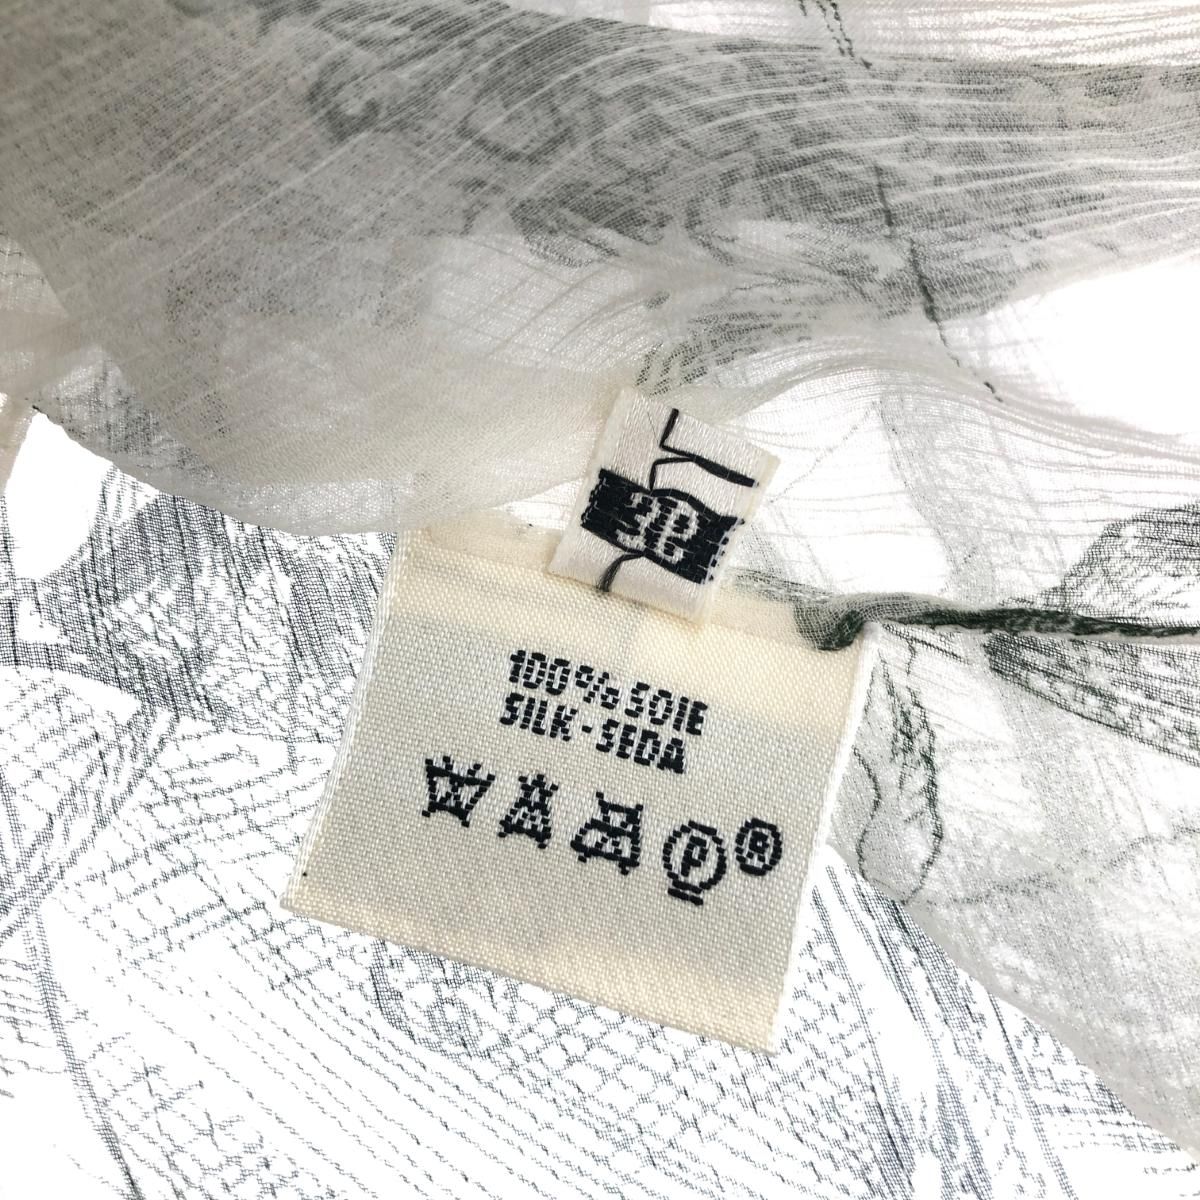 100% SOIE
SILK - SEDA
P ®